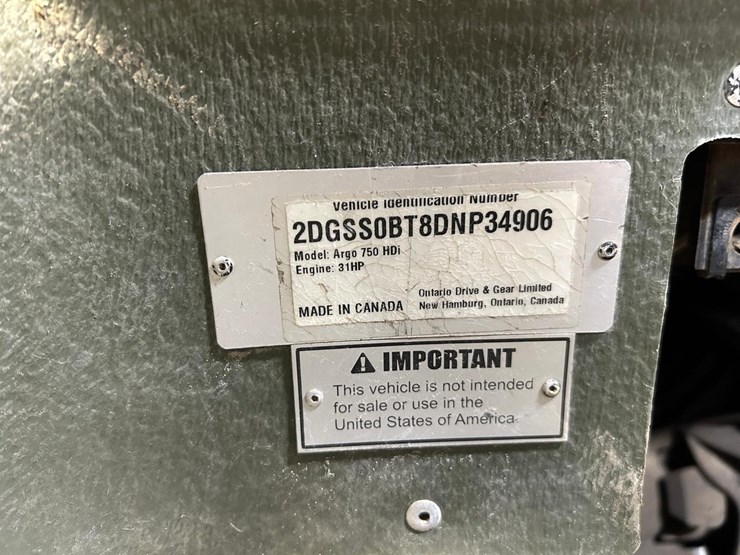 Vehicle Identification Number
2DGSS0BT8DNP34906
Model: Argo 750 HDi
Engine: 31HP
MADE IN CANADA
Ontario Drive & Gear Limited
New Hamburg, Ontario, Canada
⚠ IMPORTANT
This vehicle is not intended
for sale or use in the
United States of America